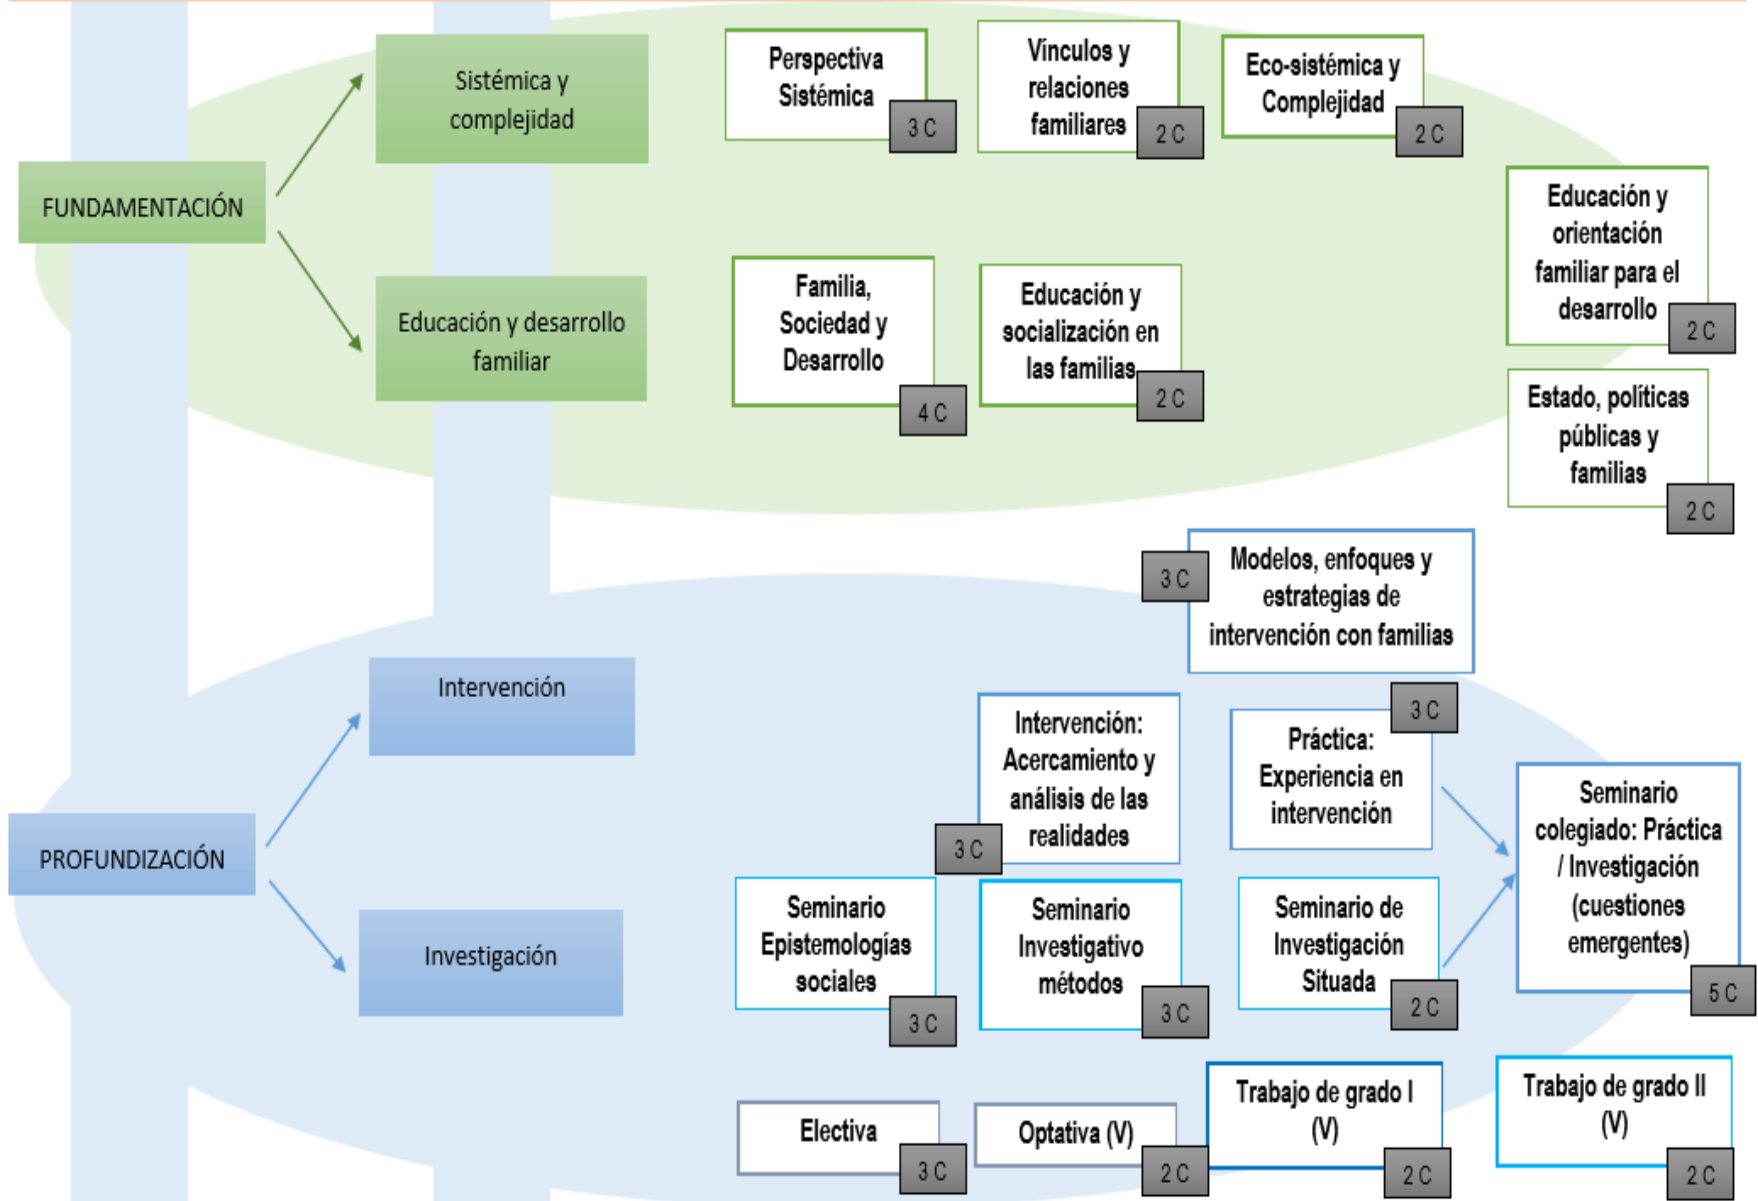 Sistémica y
complejidad
Perspectiva
Sistémica
3 C
Vínculos y
relaciones
familiares
2 C
Eco-sistémica y
Complejidad
2 C
FUNDAMENTACIÓN
Educación y
orientación
familiar para el
desarrollo
2 C
Educación y desarrollo
familiar
Familia,
Sociedad y
Desarrollo
4 C
Educación y
socialización en
las familias
2 C
Estado, políticas
públicas y
familias
2 C
3 C
Modelos, enfoques y
estrategias de
intervención con familias
Intervención
Intervención:
Acercamiento y
análisis de las
realidades
3 C
3 C
Práctica:
Experiencia en
intervención
Seminario
colegiado: Práctica
/ Investigación
(cuestiones
emergentes)
5 C
PROFUNDIZACIÓN
Investigación
Seminario
Epistemologías
sociales
3 C
Seminario
Investigativo
métodos
3 C
Seminario de
Investigación
Situada
2 C
Electiva
3 C
Optativa (V)
2 C
Trabajo de grado I
(V)
2 C
Trabajo de grado II
(V)
2 C